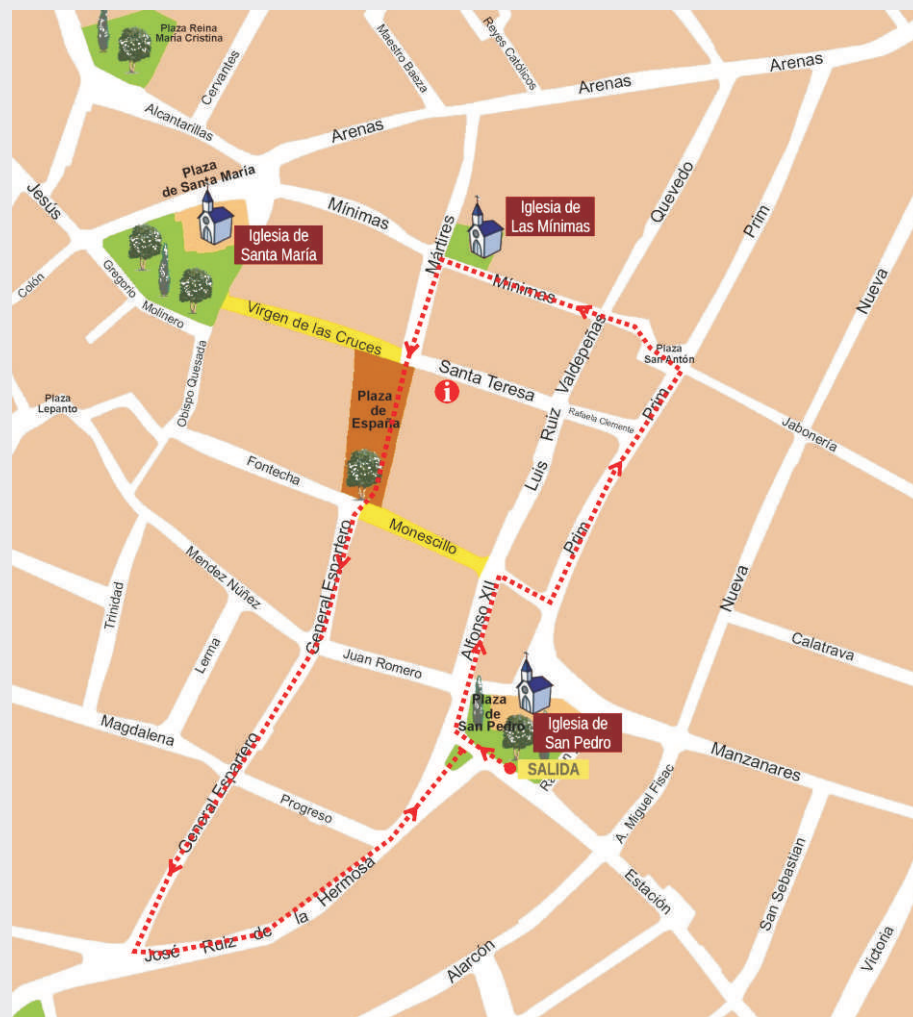 Plaza Reina
María Cristina
Cervantes
Maestro Baeza
Reyes Católicos
Arenas
Arenas
Arenas
Alcantarillas
Plaza
de Santa María
Jesús
Mínimas
Mártires
Iglesia de
Las Mínimas
Quevedo
Prim
Iglesia de
Santa María
Colón
Gregorio
Molinero
Mínimas
Nueva
Virgen de las Cruces
Plaza
San Antón
Obispo Quesada
Santa Teresa
i
Luis Ruiz Valdepeñas
Rafaela Clemente
Prim
Jabonería
Plaza
Lepanto
Plaza
de
España
Fontecha
Monescillo
Prim
Mendez Núñez
General Espartero
Alfonso XII
Nueva
Trinidad
Lerma
Juan Romero
Calatrava
Plaza
de
San Pedro
Iglesia de
San Pedro
Magdalena
General Espartero
SALIDA
Manzanares
Progreso
A. Miguel Fisac
José Ruiz de la Hermosa
Estación
San Sebastian
Alarcón
Victoria